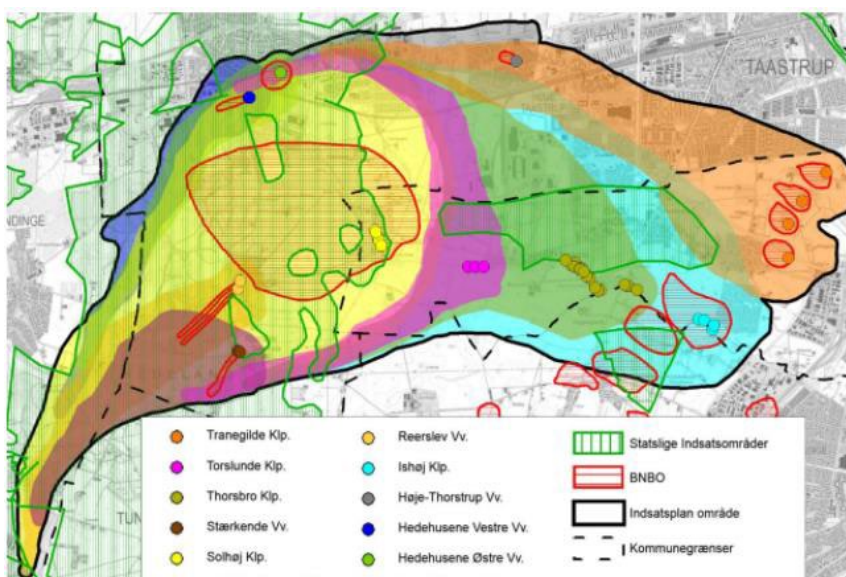 TAASTRUP
NDINGE
TUN
Tranegilde Klp.
Torslunde Klp.
Thorsbro Klp.
Stærkende Vv.
Solhøj Klp.
Reerslev Vv.
Ishøj Klp.
Høje-Thorstrup Vv.
Hedehusene Vestre Vv.
Hedehusene Østre Vv.
Statslige Indsatsområder
BNBO
Indsatsplan område
Kommunegrænser